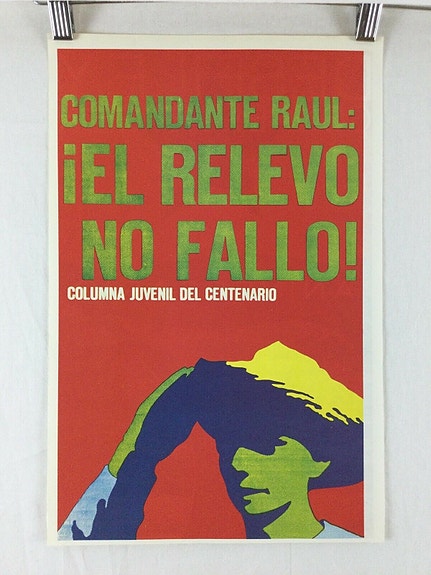 COMANDANTE RAUL:
¡EL RELEVO
NO FALLO!
COLUMNA JUVENIL DEL CENTENARIO